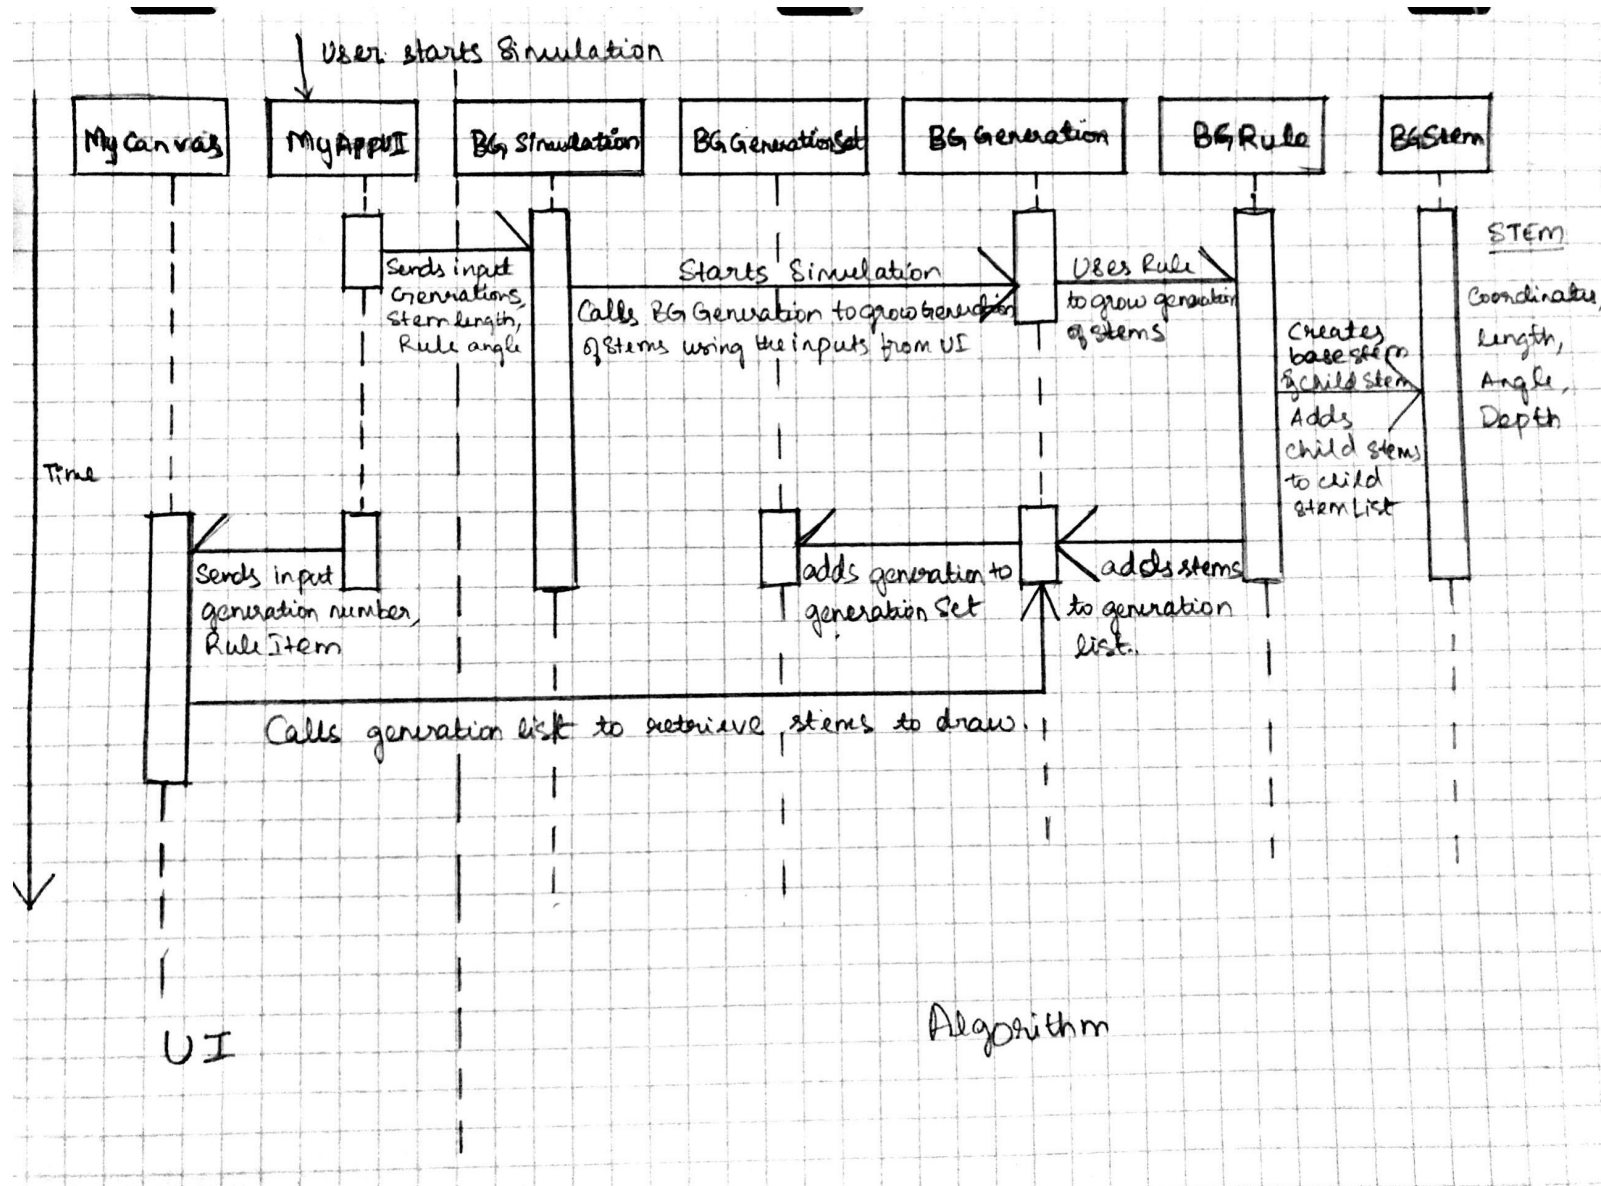 User starts Simulation
MyCanvas
MyAppUI
BG Simulation
BG GenerationSet
BG Generation
BGRule
BGStem
Sends input
Generations,
Stem length,
Rule angle
Starts Simulation
Calls BG Generation to grow Generation
of Stems using the inputs from UI
Uses Rule
to grow generation
of stems
Creates
base stem
& child stem
Adds
child stems
to child
stem List
STEM
Coordinates,
Length,
Angle,
Depth
Time
Sends input
generation number,
Rule Item
adds generation to
generation Set
adds stems
to generation
list.
Calls generation list to retrieve stems to draw.
UI
Algorithm